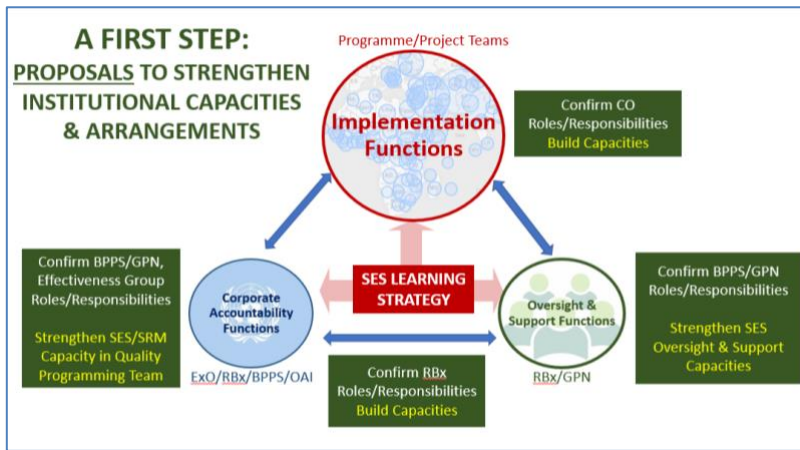 A FIRST STEP:
PROPOSALS TO STRENGTHEN
INSTITUTIONAL CAPACITIES
& ARRANGEMENTS
Programme/Project Teams
Implementation
Functions
Confirm CO
Roles/Responsibilities
Build Capacities
Confirm BPPS/GPN,
Effectiveness Group
Roles/Responsibilities
Strengthen SES/SRM
Capacity in Quality
Programming Team
Corporate
Accountability
Functions
ExO/RBx/BPPS/OAI
SES LEARNING
STRATEGY
Confirm RBx
Roles/Responsibilities
Build Capacities
Oversight &
Support Functions
RBx/GPN
Confirm BPPS/GPN
Roles/Responsibilities
Strengthen SES
Oversight & Support
Capacities